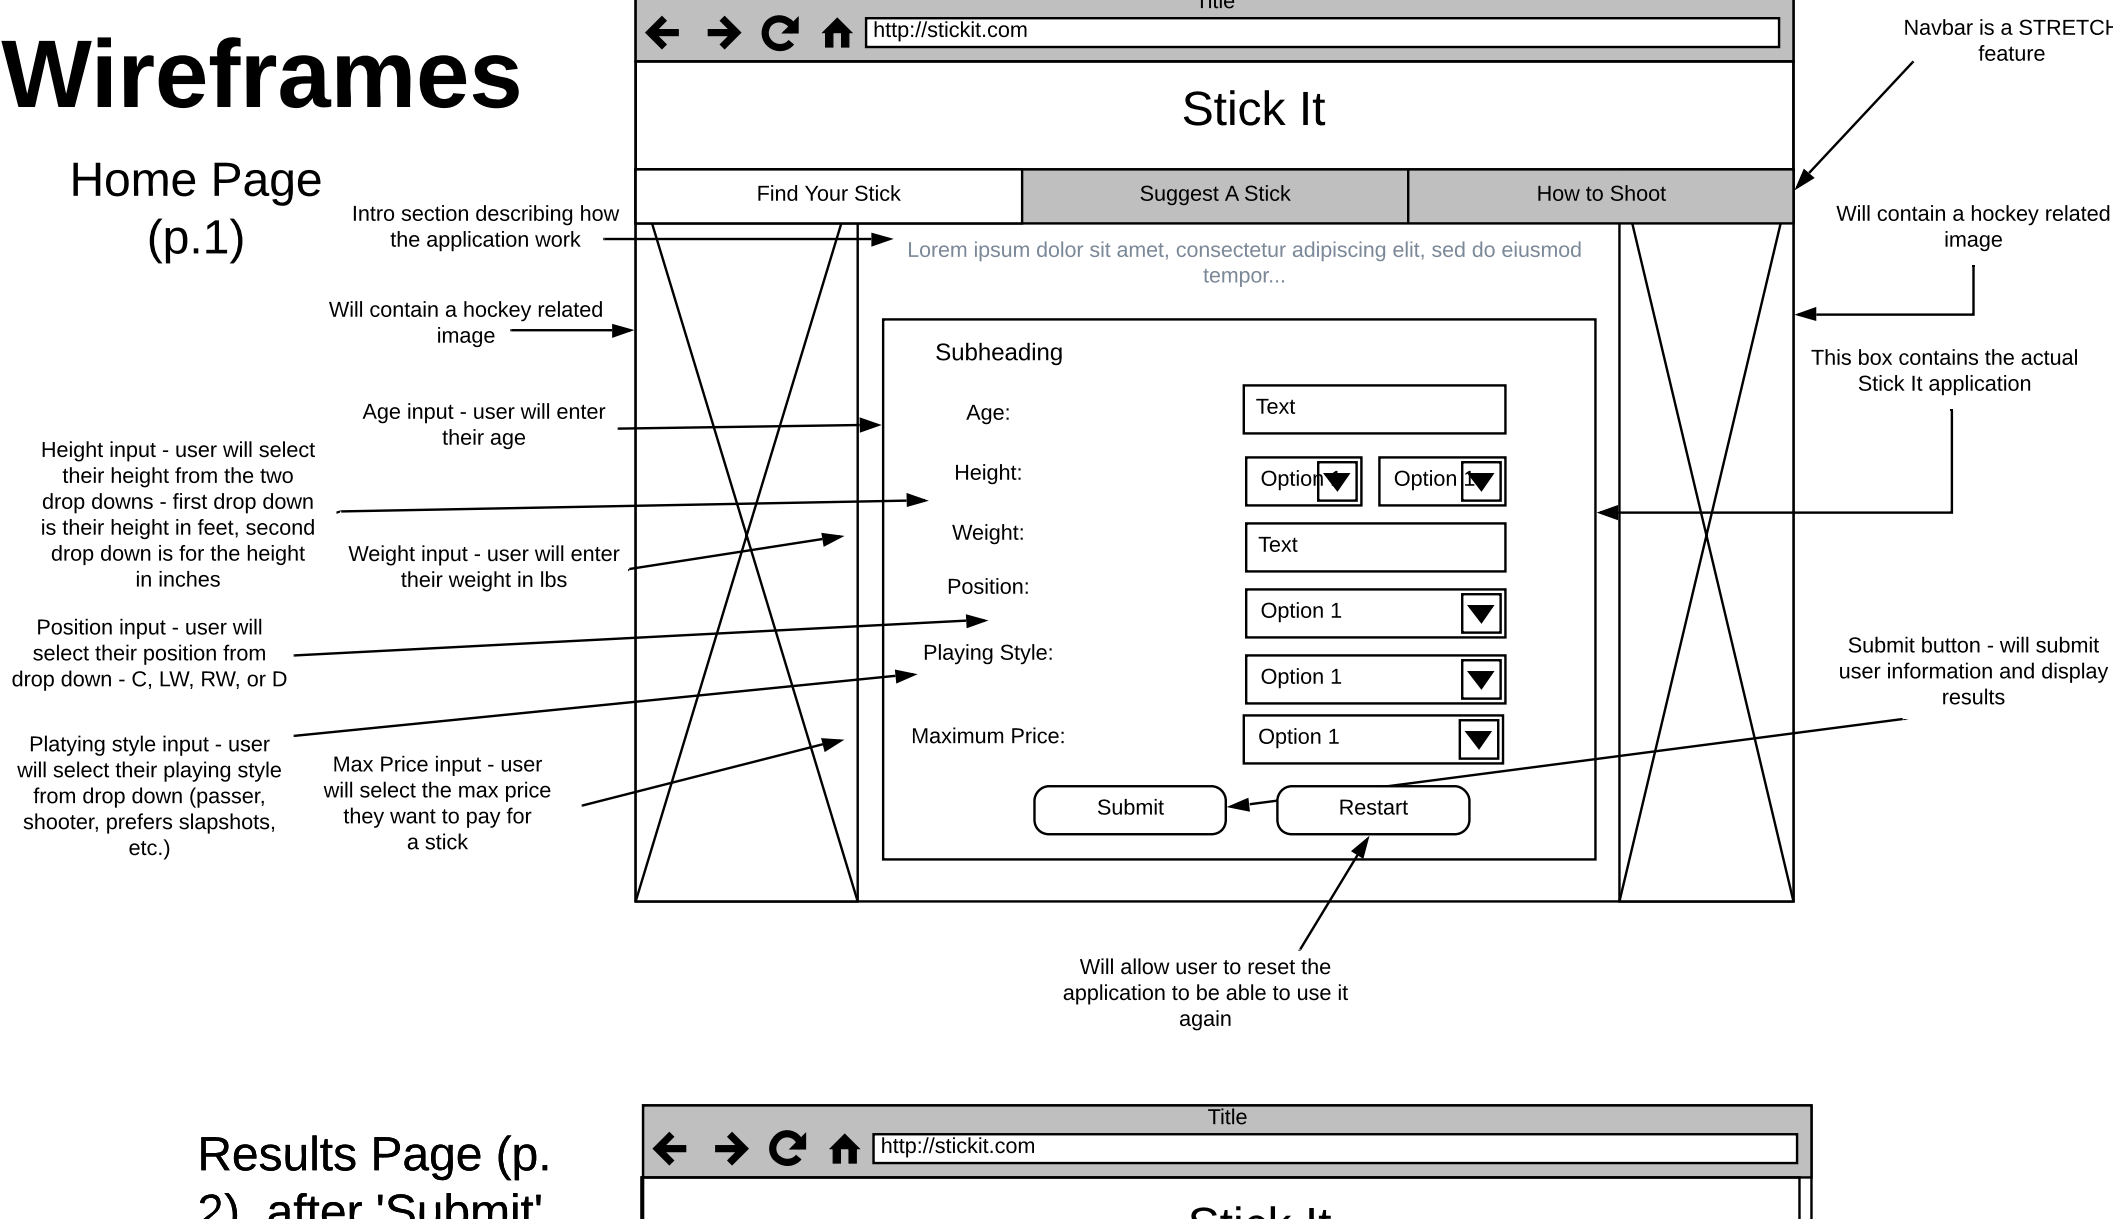 Wireframes
Home Page
(p.1)
Title
http://stickit.com
Stick It
Find Your Stick
Suggest A Stick
How to Shoot
Navbar is a STRETCH
feature
Intro section describing how
the application work
Lorem ipsum dolor sit amet, consectetur adipiscing elit, sed do eiusmod
tempor...
Will contain a hockey related
image
Will contain a hockey related
image
This box contains the actual
Stick It application
Subheading
Age:
Text
Height:
Option 1
Option 1
Weight:
Text
Position:
Option 1
Playing Style:
Option 1
Maximum Price:
Option 1
Submit
Restart
Age input - user will enter
their age
Height input - user will select
their height from the two
drop downs - first drop down
is their height in feet, second
drop down is for the height
in inches
Weight input - user will enter
their weight in lbs
Position input - user will
select their position from
drop down - C, LW, RW, or D
Platying style input - user
will select their playing style
from drop down (passer,
shooter, prefers slapshots,
etc.)
Max Price input - user
will select the max price
they want to pay for
a stick
Submit button - will submit
user information and display
results
Will allow user to reset the
application to be able to use it
again
Results Page (p.
2), after 'Submit'
Title
http://stickit.com
Stick It